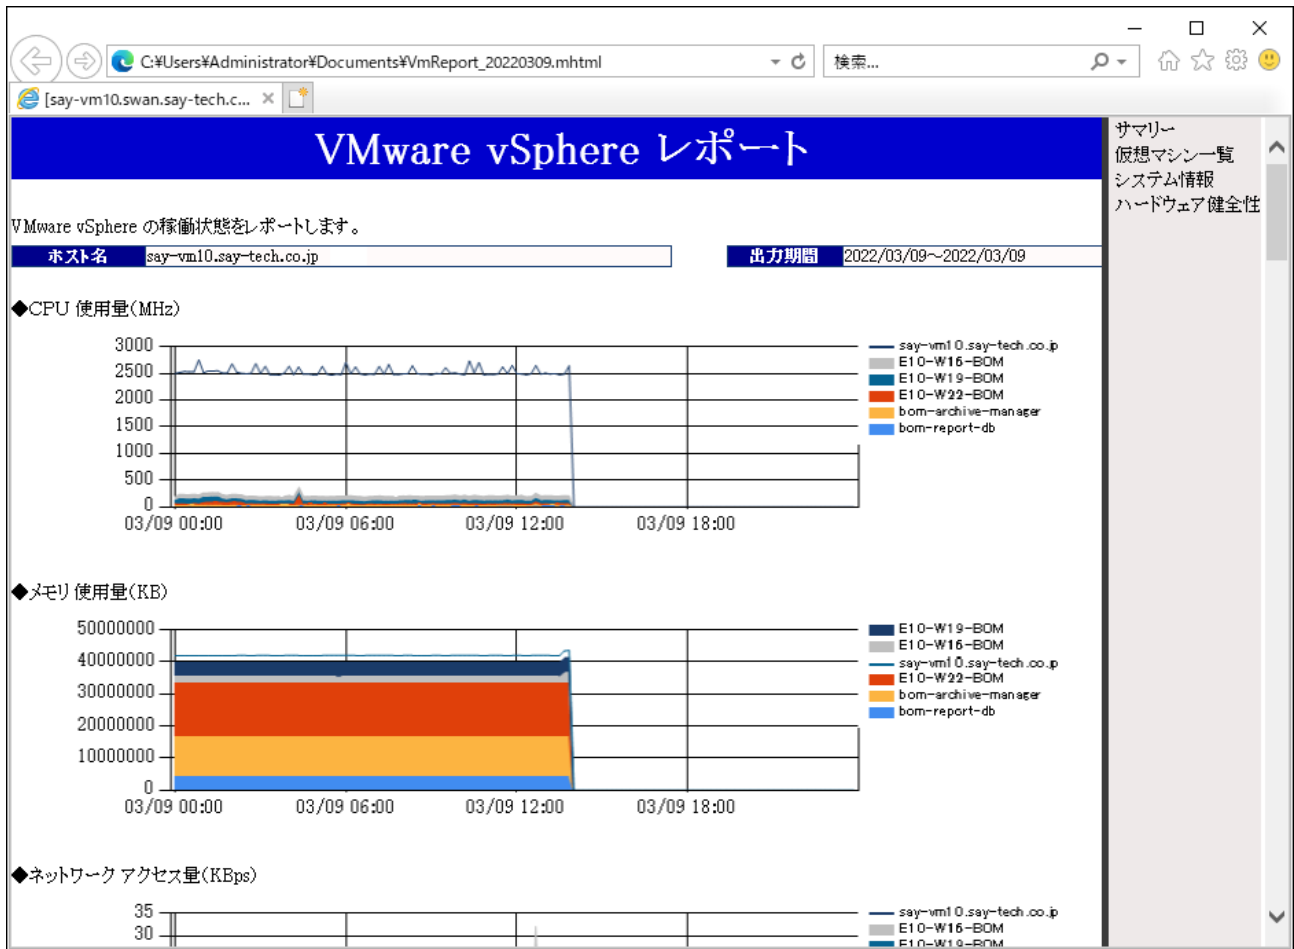 C:¥Users¥Administrator¥Documents¥VmReport_20220309.mhtml
検索...
[say-vm10.swan.say-tech.c...
VMware vSphere レポート
サマリー
仮想マシン一覧
システム情報
ハードウェア健全性
VMware vSphere の稼働状態をレポートします。
ホスト名 say-vm10.say-tech.co.jp 出力期間 2022/03/09～2022/03/09
◆CPU 使用量(MHz)
3000
2500
2000
1500
1000
500
0
03/09 00:00 03/09 06:00 03/09 12:00 03/09 18:00
say-vm10.say-tech.co.jp
E10-W16-BOM
E10-W19-BOM
E10-W22-BOM
bom-archive-manager
bom-report-db
◆メモリ 使用量(KB)
50000000
40000000
30000000
20000000
10000000
0
03/09 00:00 03/09 06:00 03/09 12:00 03/09 18:00
E10-W19-BOM
E10-W16-BOM
say-vm10.say-tech.co.jp
E10-W22-BOM
bom-archive-manager
bom-report-db
◆ネットワーク アクセス量(KBps)
35
30
say-vm10.say-tech.co.jp
E10-W16-BOM
E10-W19-BOM